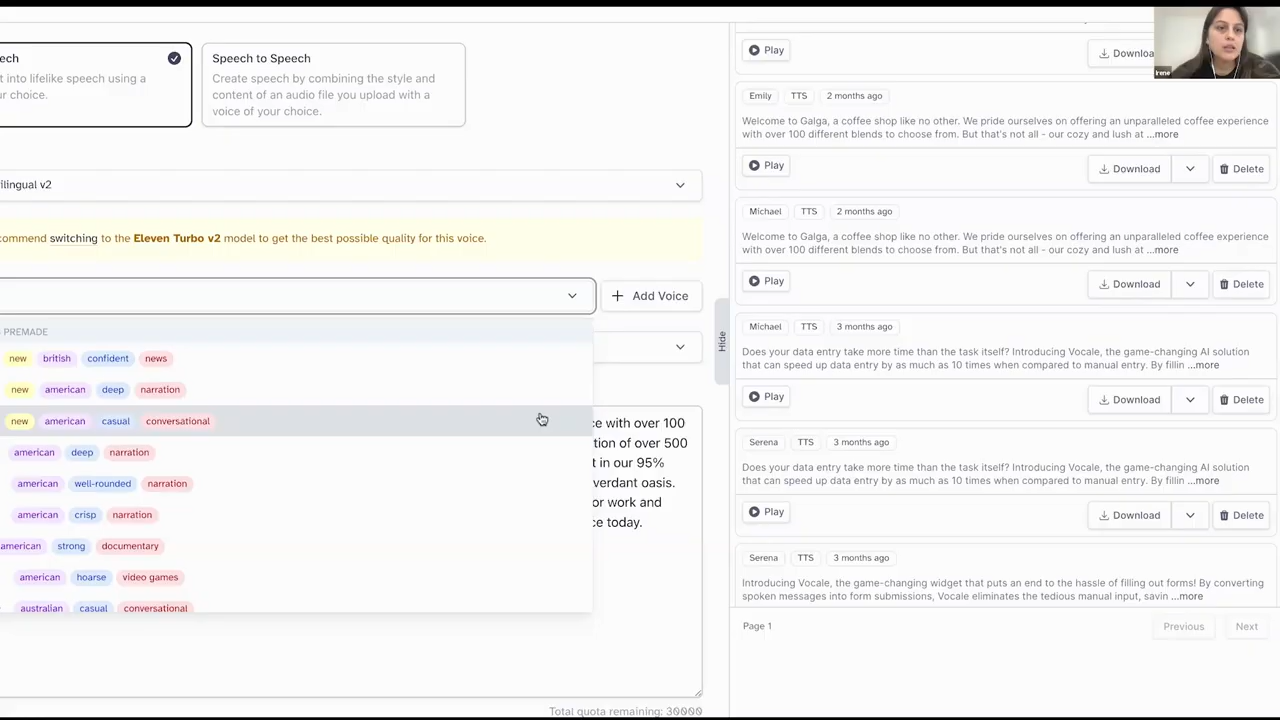 ech
Speech to Speech
t into lifelike speech using a
ur choice.
Create speech by combining the style and
content of an audio file you upload with a
voice of your choice.
ilingual v2
commend switching to the Eleven Turbo v2 model to get the best possible quality for this voice.
+ Add Voice
PREMADE
new british confident news
new american deep narration
new american casual conversational
american deep narration
american well-rounded narration
american crisp narration
american strong documentary
american hoarse video games
australian casual conversational
ce with over 100
tion of over 500
t in our 95%
verdant oasis.
or work and
ce today.
Total quota remaining: 30000
Hide
Play
Downloa
Irene
Emily TTS 2 months ago
Welcome to Galga, a coffee shop like no other. We pride ourselves on offering an unparalleled coffee experience
with over 100 different blends to choose from. But that's not all - our cozy and lush at ...more
Play Download Delete
Michael TTS 2 months ago
Welcome to Galga, a coffee shop like no other. We pride ourselves on offering an unparalleled coffee experience
with over 100 different blends to choose from. But that's not all - our cozy and lush at ...more
Play Download Delete
Michael TTS 3 months ago
Does your data entry take more time than the task itself? Introducing Vocale, the game-changing AI solution
that can speed up data entry by as much as 10 times when compared to manual entry. By fillin ...more
Play Download Delete
Serena TTS 3 months ago
Does your data entry take more time than the task itself? Introducing Vocale, the game-changing AI solution
that can speed up data entry by as much as 10 times when compared to manual entry. By fillin ...more
Play Download Delete
Serena TTS 3 months ago
Introducing Vocale, the game-changing widget that puts an end to the hassle of filling out forms! By converting
spoken messages into form submissions, Vocale eliminates the tedious manual input, savin ...more
Page 1 Previous Next